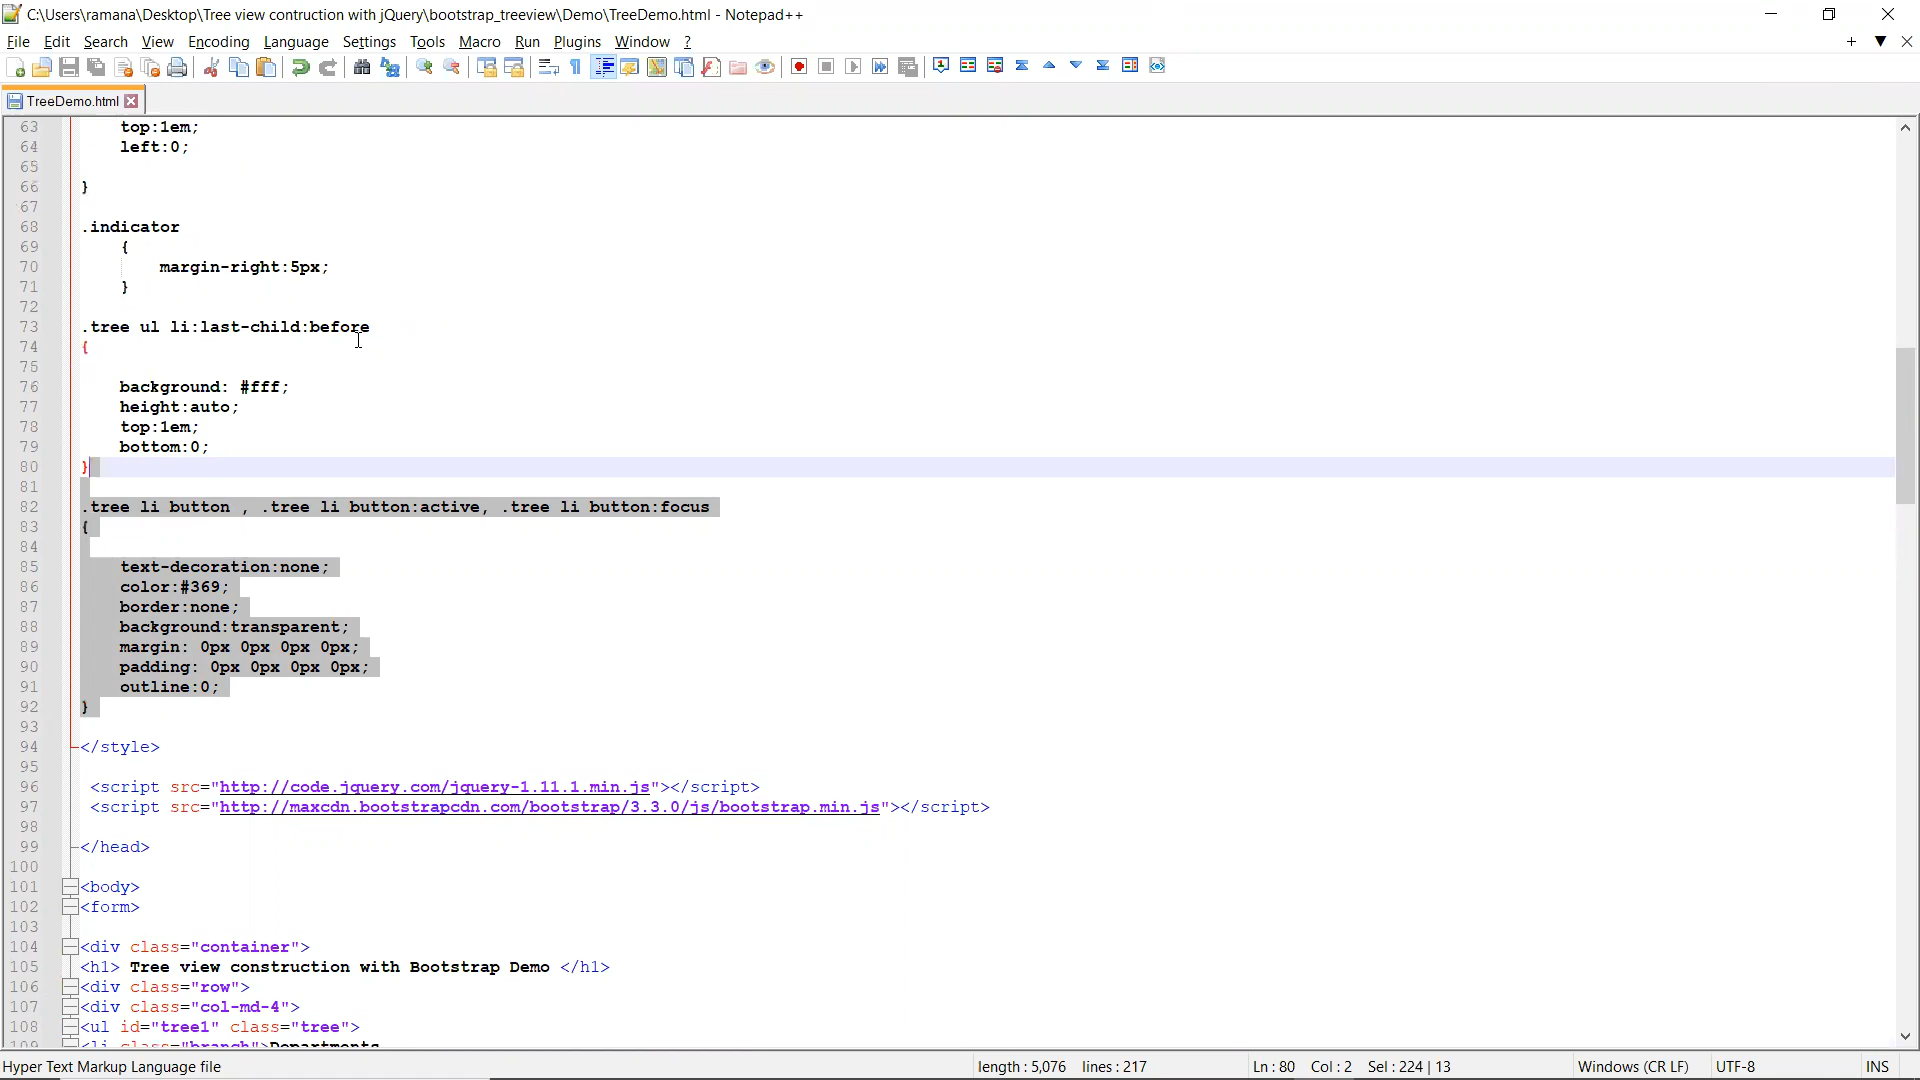 C:\Users\ramana\Desktop\Tree view contruction with jQuery\bootstrap_treeview\Demo\TreeDemo.html - Notepad++
File Edit Search View Encoding Language Settings Tools Macro Run Plugins Window ?
TreeDemo.html
63 top:1em;
64 left:0;
65
66 }
67
68 .indicator
69 {
70 margin-right:5px;
71 }
72
73 .tree ul li:last-child:before
74 {
75
76 background: #fff;
77 height:auto;
78 top:1em;
79 bottom:0;
80 }
81
82 .tree li button , .tree li button:active, .tree li button:focus
83 {
84
85 text-decoration:none;
86 color:#369;
87 border:none;
88 background:transparent;
89 margin: 0px 0px 0px 0px;
90 padding: 0px 0px 0px 0px;
91 outline:0;
92 }
93
94 </style>
95
96 <script src="http://code.jquery.com/jquery-1.11.1.min.js"></script>
97 <script src="http://maxcdn.bootstrapcdn.com/bootstrap/3.3.0/js/bootstrap.min.js"></script>
98
99 </head>
100
101 <body>
102 <form>
103
104 <div class="container">
105 <h1> Tree view construction with Bootstrap Demo </h1>
106 <div class="row">
107 <div class="col-md-4">
108 <ul id="tree1" class="tree">
109 <li class="branch">Departments
Hyper Text Markup Language file length : 5,076 lines : 217 Ln : 80 Col : 2 Sel : 224 | 13 Windows (CR LF) UTF-8 INS